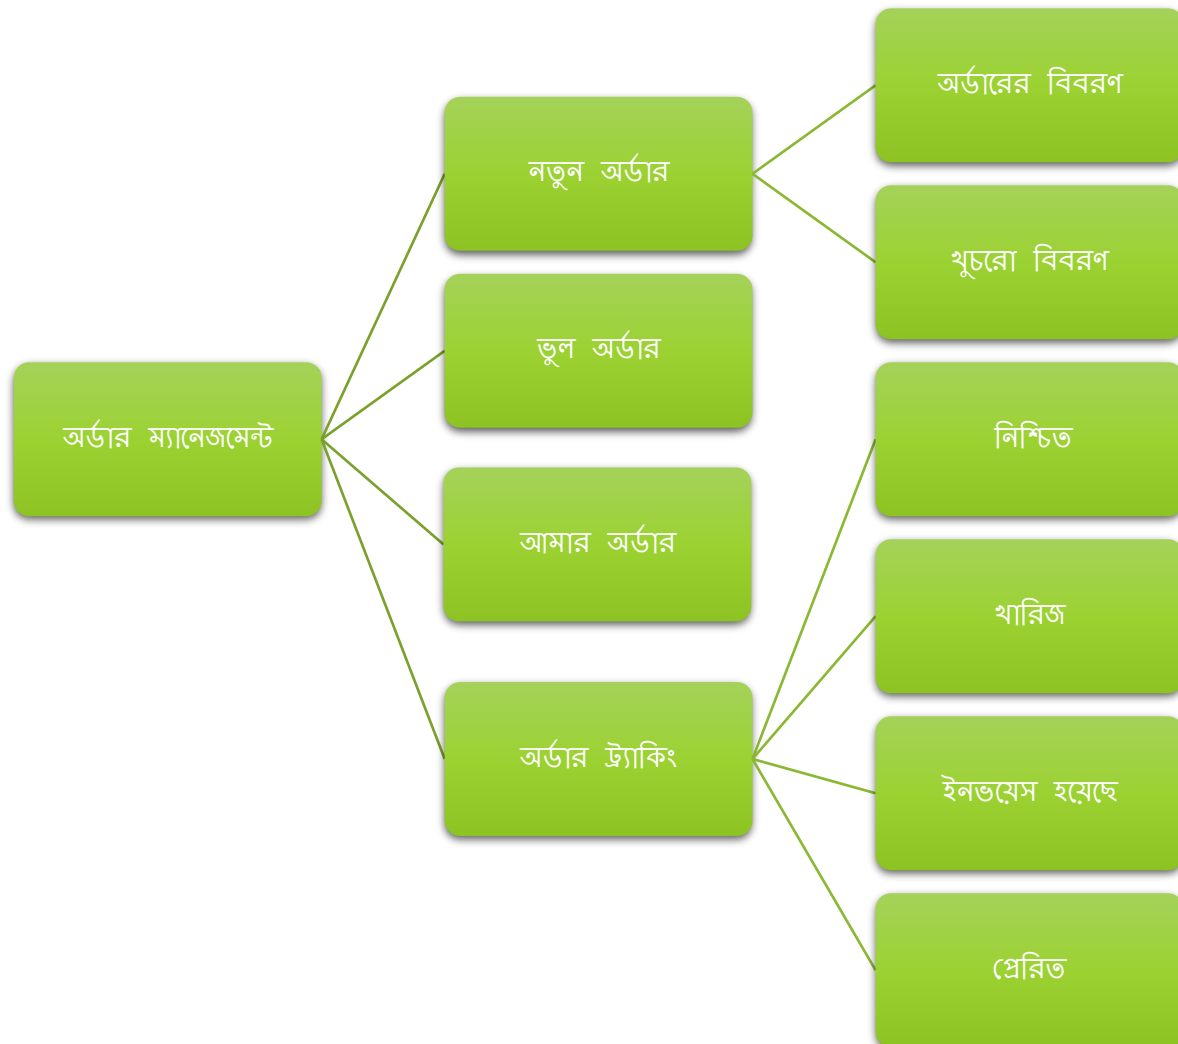 অর্ডার ম্যানেজমেন্ট
নতুন অর্ডার
অর্ডারের বিবরণ
খুচরো বিবরণ
ভুল অর্ডার
আমার অর্ডার
অর্ডার ট্র্যাকিং
নিশ্চিত
খারিজ
ইনভয়েস হয়েছে
প্রেরিত